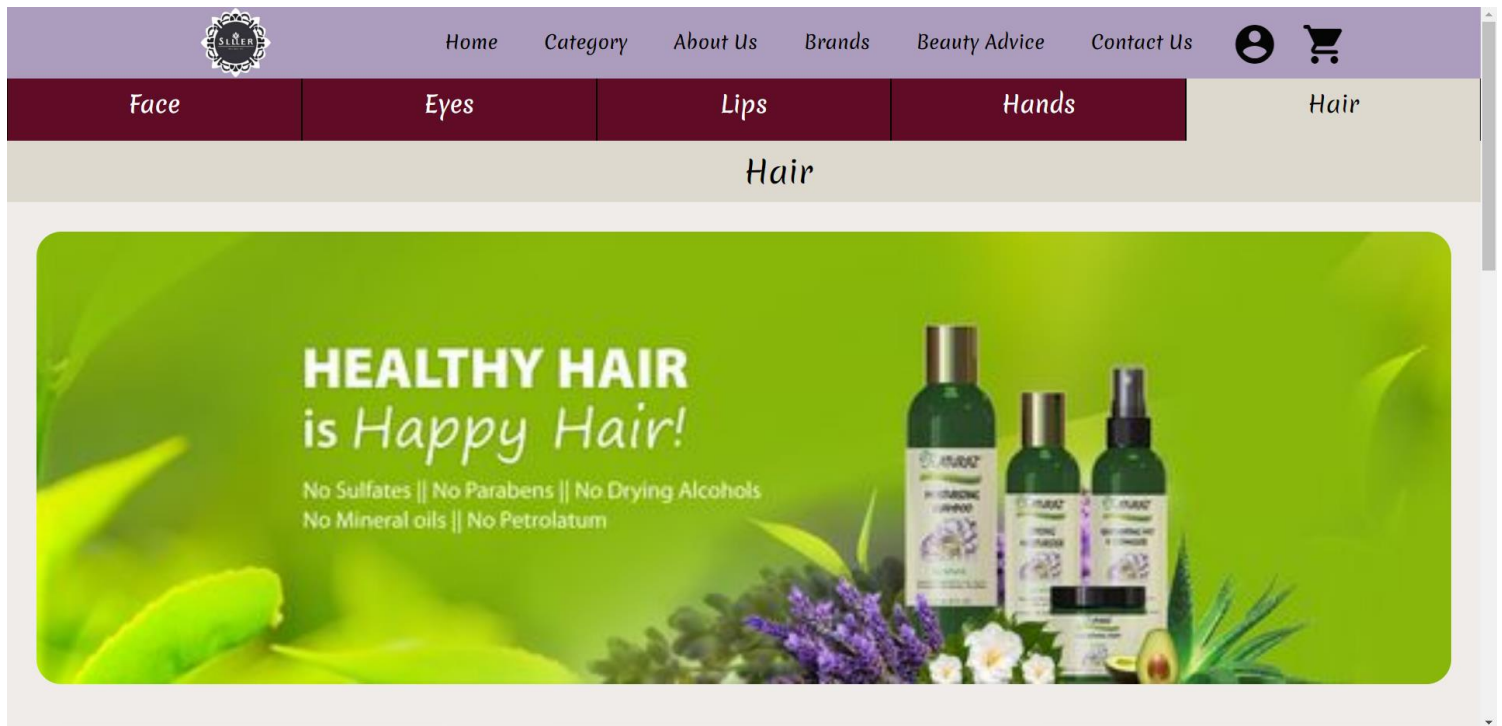 Home Category About Us Brands Beauty Advice Contact Us
Face Eyes Lips Hands Hair
Hair
HEALTHY HAIR
is Happy Hair!
No Sulfates || No Parabens || No Drying Alcohols
No Mineral oils || No Petrolatum